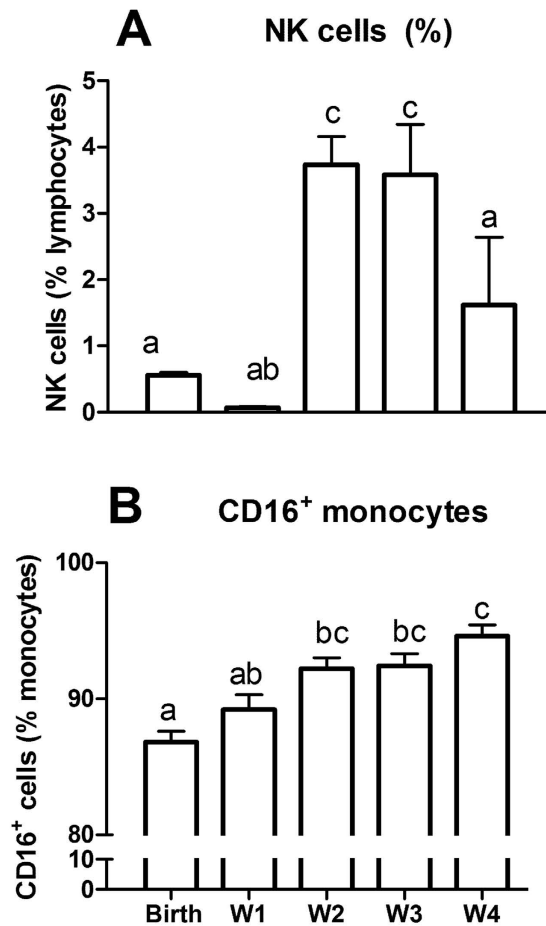 A NK cells (%)
NK cells (% lymphocytes)
5
4
3
2
1
0
a
ab
c
c
a
B CD16⁺ monocytes
CD16⁺ cells (% monocytes)
100
90
80
10
0
a
ab
bc
bc
c
Birth W1 W2 W3 W4